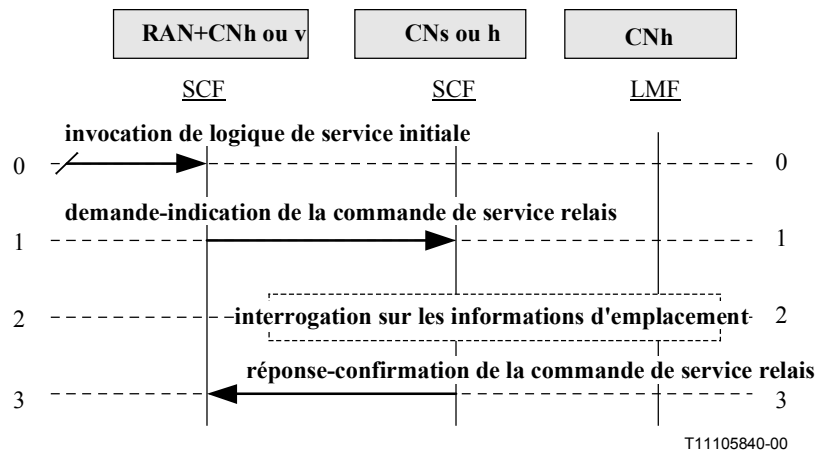 RAN+CNh ou v
CNs ou h
CNh
SCF
SCF
LMF
invocation de logique de service initiale
0
0
demande-indication de la commande de service relais
1
1
interrogation sur les informations d'emplacement
2
2
réponse-confirmation de la commande de service relais
3
3
T11105840-00